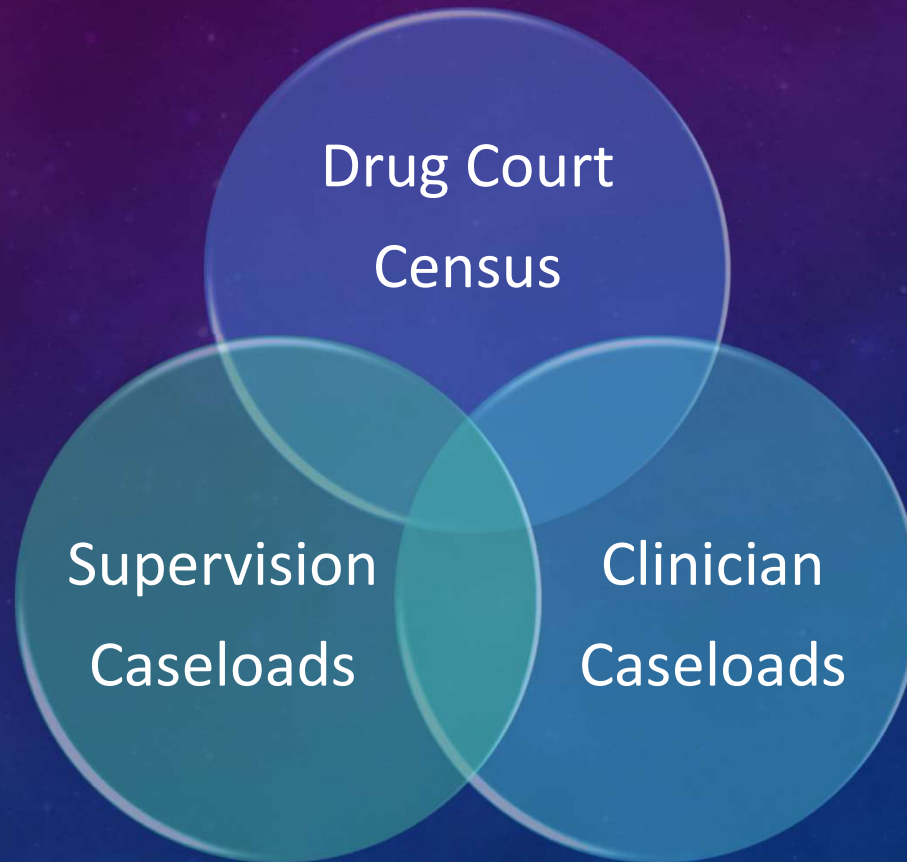 Drug Court
Census
Supervision
Caseloads
Clinician
Caseloads